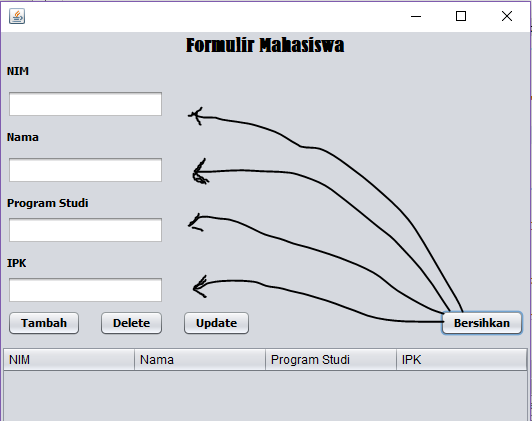 Formulir Mahasiswa
NIM
Nama
Program Studi
IPK
Tambah Delete Update Bersihkan
NIM Nama Program Studi IPK